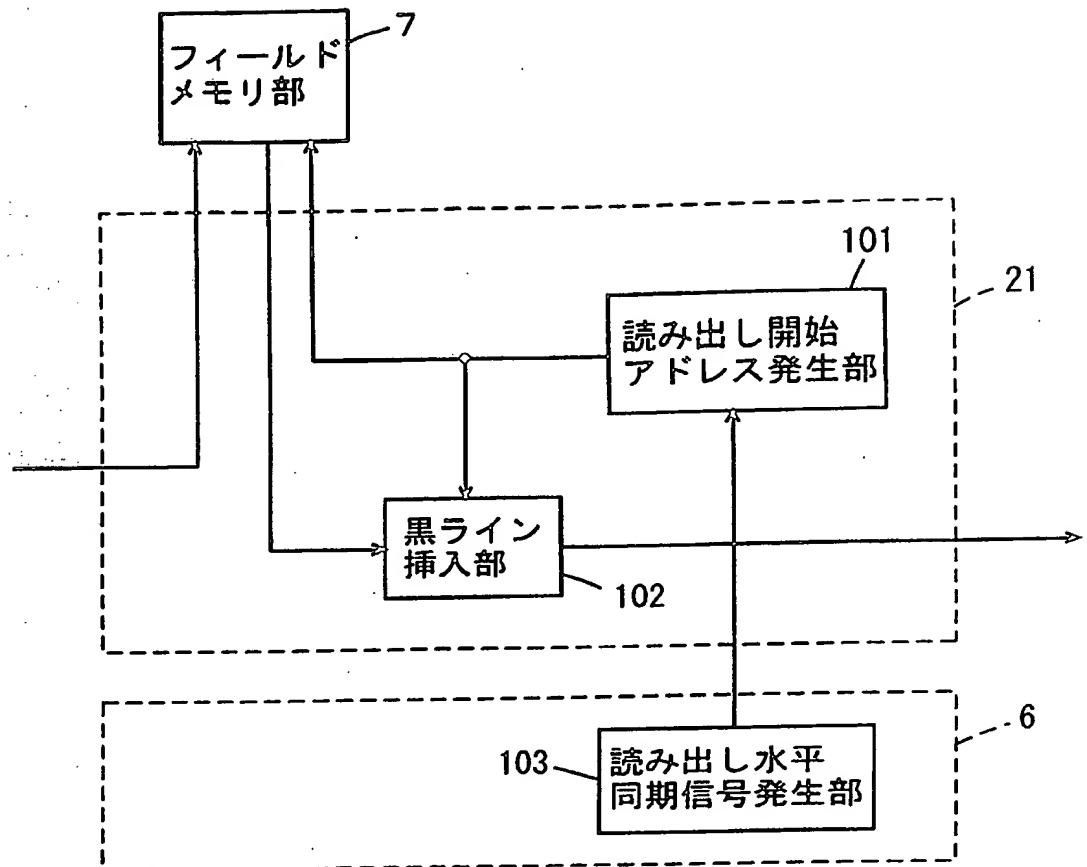 7
フィールド
メモリ部
101
21
読み出し開始
アドレス発生部
黒ライン
挿入部
102
6
103
読み出し水平
同期信号発生部